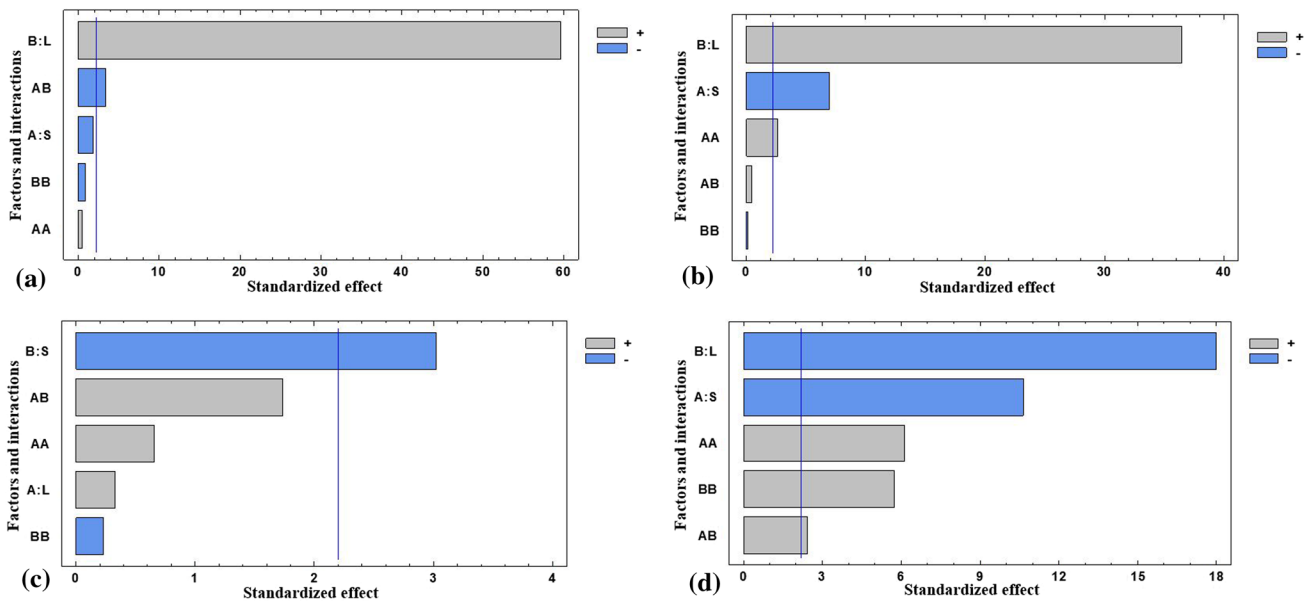 B:L
AB
A:S
BB
AA
Factors and interactions
0 10 20 30 40 50 60
Standardized effect
+
-
(a)
B:L
A:S
AA
AB
BB
Factors and interactions
0 10 20 30 40
Standardized effect
+
-
(b)
B:S
AB
AA
A:L
BB
Factors and interactions
0 1 2 3 4
Standardized effect
+
-
(c)
B:L
A:S
AA
BB
AB
Factors and interactions
0 3 6 9 12 15 18
Standardized effect
+
-
(d)